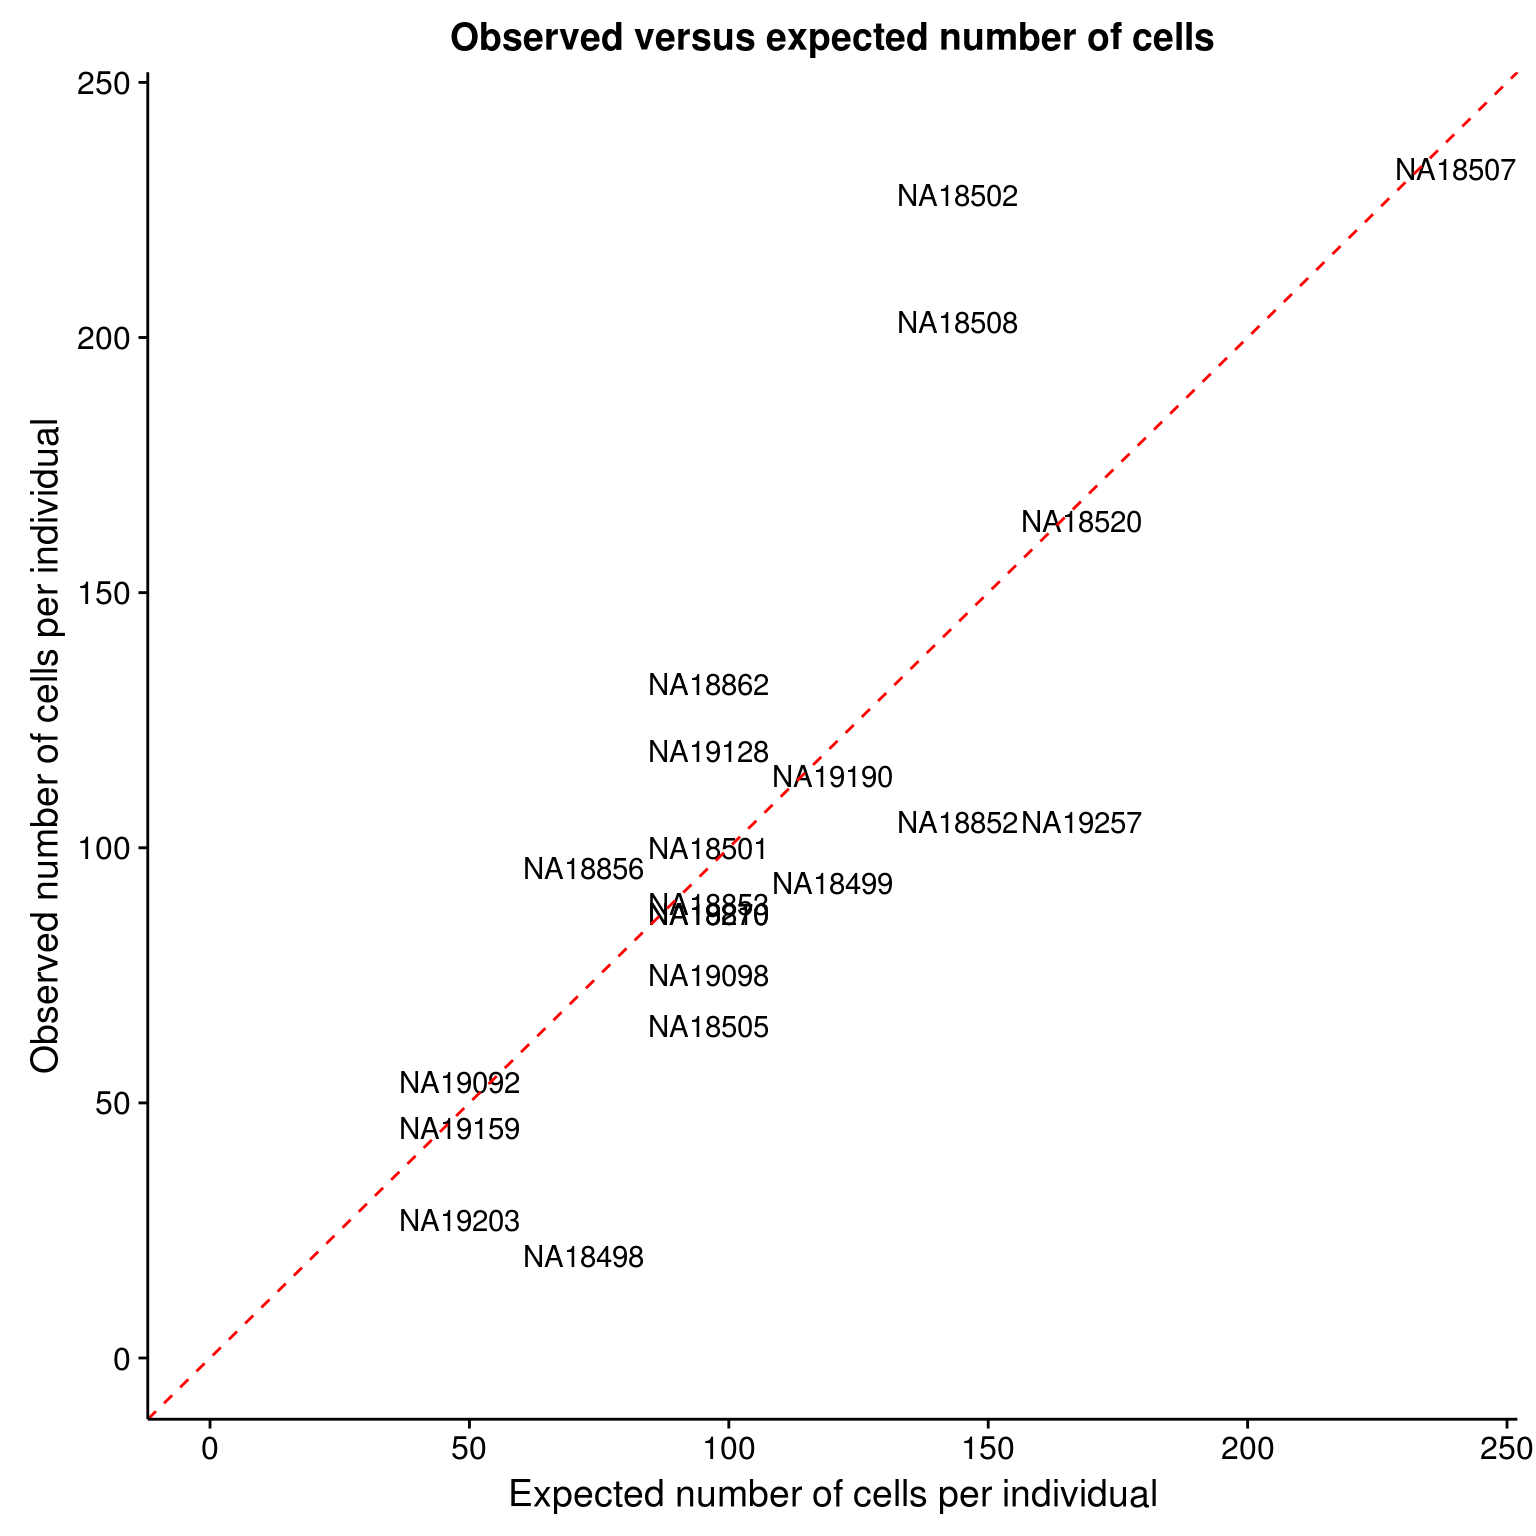 Observed versus expected number of cells
Observed number of cells per individual
250
200
150
100
50
0
NA18507
NA18502
NA18508
NA18520
NA18862
NA19128
NA19190
NA18852
NA19257
NA18501
NA18856
NA18499
NA19098
NA18505
NA19092
NA19159
NA19203
NA18498
0
50
100
150
200
250
Expected number of cells per individual